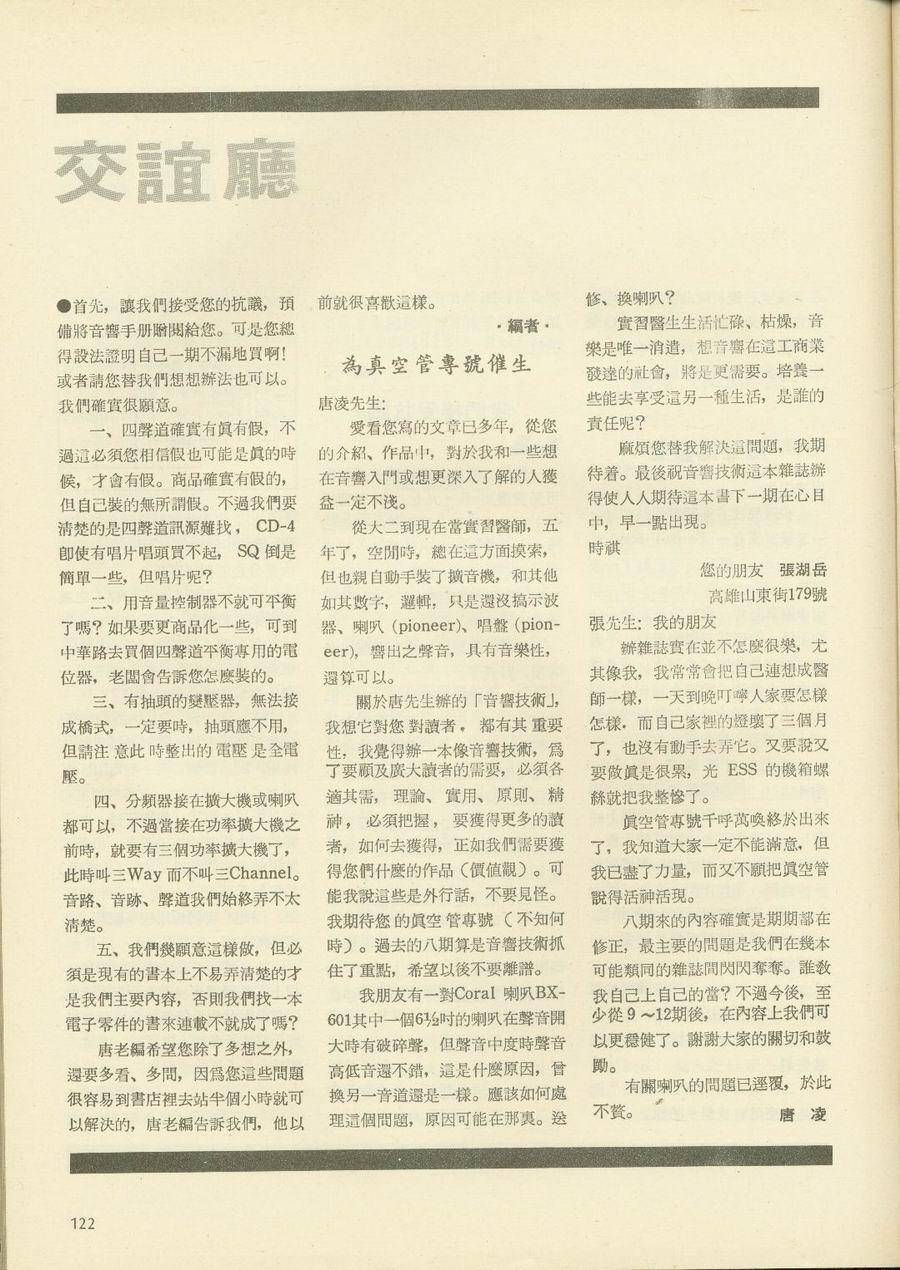 交誼廳
●首先，讓我們接受您的抗議，預
備將音響手册贈閱給您。可是您總
得設法證明自己一期不漏地買啊！
或者請您替我們想想辦法也可以。
我們確實很願意。
一、四聲道確實有眞有假，不
過這必須您相信假也可能是眞的時
候，才會有假。商品確實有假的，
但自己裝的無所謂假。不過我們要
淸楚的是四聲道訊源難找，CD-4
卽使有唱片唱頭買不起，SQ 倒是
簡單一些，但唱片呢？
二、用音量控制器不就可平衡
了嗎？如果要更商品化一些，可到
中華路去買個四聲道平衡專用的電
位器，老闆會告訴您怎麼裝的。
三、有抽頭的變壓器，無法接
成橋式，一定要時，抽頭應不用，
但請注 意此 時整出的 電壓 是全電
壓。
四、分頻器接在擴大機或喇叭
都可以，不過當接在功率擴大機之
前時，就要有三個功率擴大機了，
此時叫三Way 而不叫三Channel。
音路、音跡、聲道我們始終弄不太
淸楚。
五、我們幾願意這樣做，但必
須是現有的書本上不易弄淸楚的才
是我們主要內容，否則我們找一本
電子零件的書來連載不就成了嗎？
唐老編希望您除了多想之外，
還要多看、多問，因爲您這些問題
很容易到書店裡去站半個小時就可
以解決的，唐老編告訴我們，他以
前就很喜歡這樣。
·編者·
為真空管專號催生
唐凌先生：
愛看您寫的文章已多年，從您
的介紹、作品中，對於我和一些想
在音響入門或想更深入了解的人獲
益一定不淺。
從大二到現在當實習醫師，五
年了，空閒時，總在這方面摸索，
但也親自動手裝了擴音機，和其他
如其數字，邏輯，只是還沒搞示波
器、喇叭 (pioneer)、唱盤 (pion-
eer)，響出之聲音，具有音樂性，
還算可以。
關於唐先生辦的「音響技術」，
我想它對您 對讀者，都有其 重要
性，我覺得辦一本像音響技術，爲
了要顧及廣大讀者的需要，必須各
適其需，理論、實用、原則、精
神，必須把握，要獲得更多的讀
者，如何去獲得，正如我們需要獲
得您們什麼的作品（價值觀）。可
能我說這些是外行話，不要見怪。
我期待您 的眞空 管專號（不知何
時）。過去的八期算是音響技術抓
住了重點，希望以後不要離譜。
我朋友有一對Coral 喇叭BX-
601其中一個6½吋的喇叭在聲音開
大時有破碎聲，但聲音中度時聲音
高低音還不錯，這是什麼原因，曾
換另一音道還是一樣。應該如何處
理這個問題，原因可能在那裏。送
修、換喇叭？
實習醫生生活忙碌、枯燥，音
樂是唯一消遣，想音響在這工商業
發達的社會，將是更需要。培養一
些能去享受這另一種生活，是誰的
責任呢？
麻煩您替我解決這問題，我期
待着。最後祝音響技術這本雜誌辦
得使人人期待這本書下一期在心目
中，早一點出現。
時祺
您的朋友 張湖岳
高雄山東街179號
張先生：我的朋友
辦雜誌實在並不怎麼很樂，尤
其像我，我常常會把自己連想成醫
師一樣，一天到晚叮嚀人家要怎樣
怎樣．而自己家裡的燈壞了三個月
了，也沒有動手去弄它。又要說又
要做眞是很累，光 ESS 的機箱螺
絲就把我整慘了。
眞空管專號千呼萬喚終於出來
了，我知道大家一定不能滿意，但
我已盡了力量，而又不願把眞空管
說得活神活現。
八期來的內容確實是期期都在
修正，最主要的問題是我們在幾本
可能類同的雜誌間閃閃奪奪。誰敎
我自己上自己的當？不過今後，至
少從9～12期後，在內容上我們可
以更穩健了。謝謝大家的關切和鼓
勵。
有關喇叭的問題已逕覆，於此
不贅。 唐 凌
122